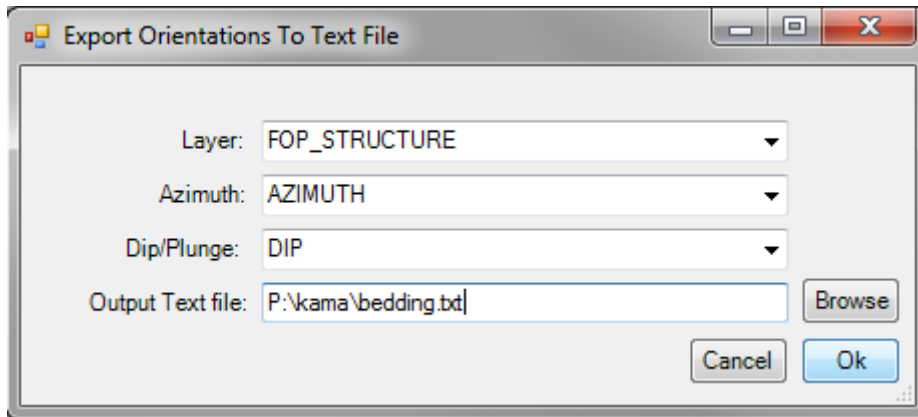 Export Orientations To Text File
Layer: FOP_STRUCTURE
Azimuth: AZIMUTH
Dip/Plunge: DIP
Output Text file: P:\kama\bedding.txt Browse
Cancel Ok